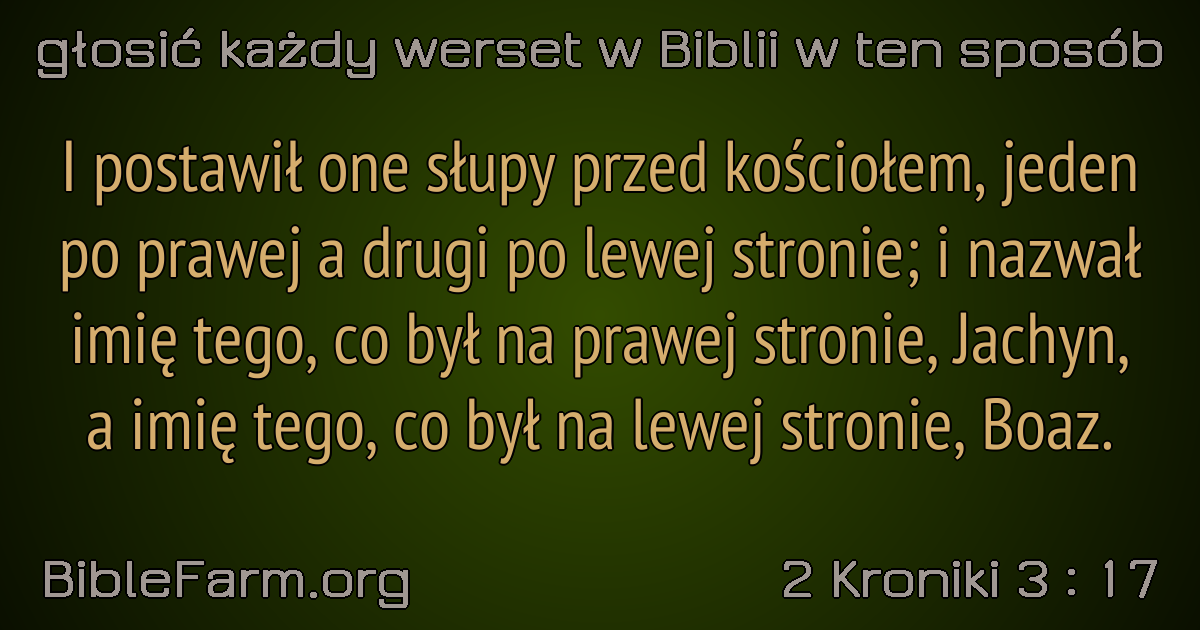 głosić każdy werset w Biblii w ten sposób
I postawił one słupy przed kościołem, jeden
po prawej a drugi po lewej stronie; i nazwał
imię tego, co był na prawej stronie, Jachyn,
a imię tego, co był na lewej stronie, Boaz.
BibleFarm.org
2 Kroniki 3 : 17